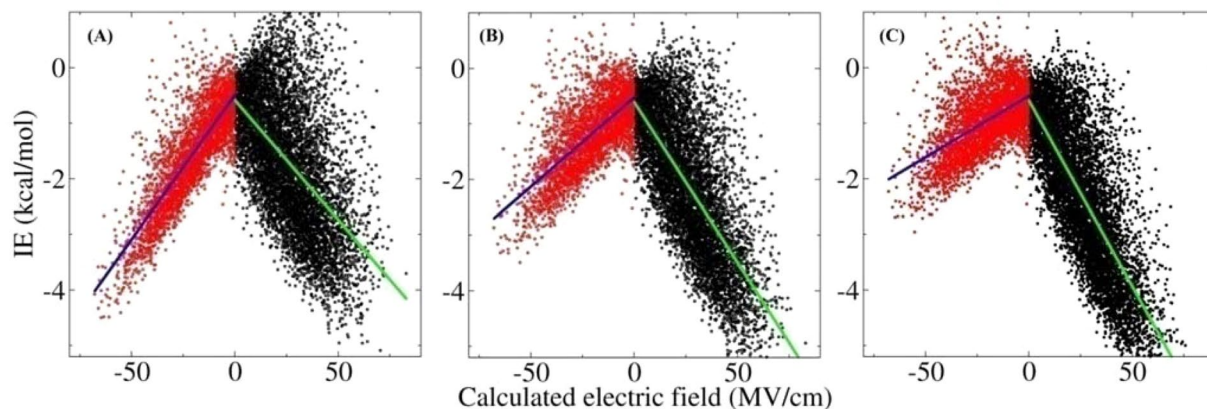 (A) (B) (C)
0 0 0
-2 -2 -2
-4 -4 -4
IE (kcal/mol)
-50 0 50 -50 0 50 -50 0 50
Calculated electric field (MV/cm)